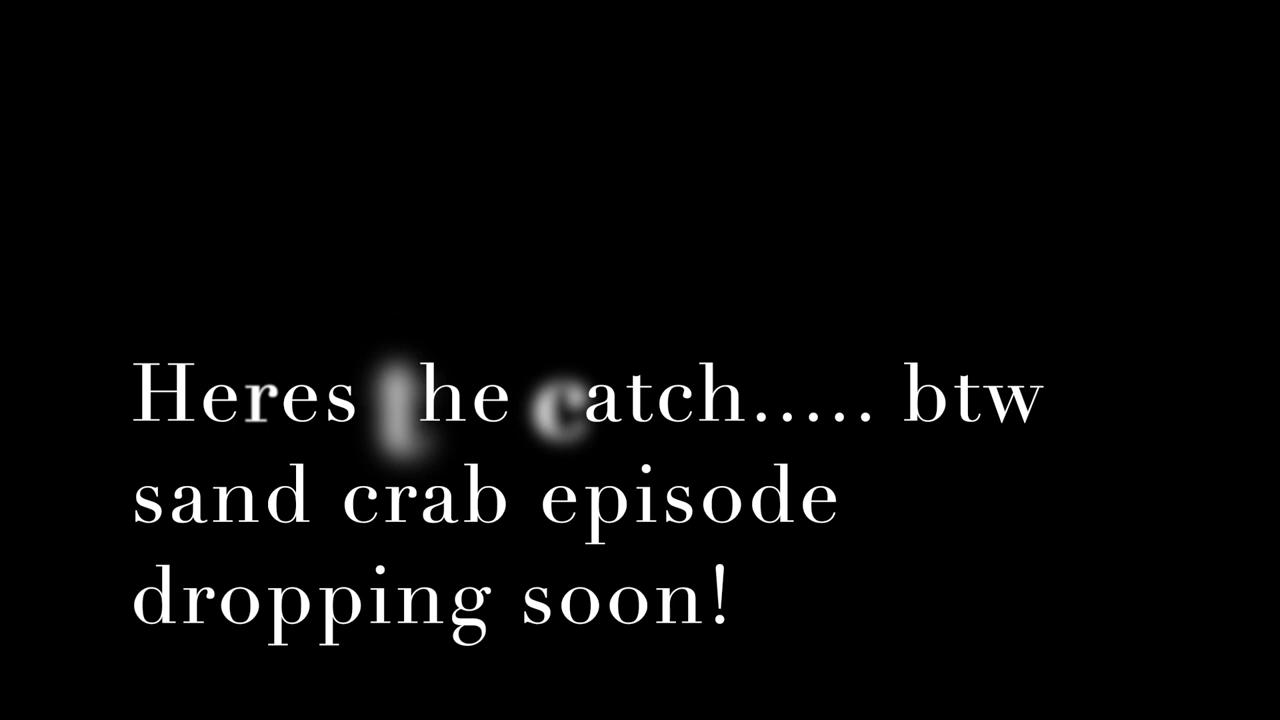 Heres the catch..... btw
sand crab episode
dropping soon!